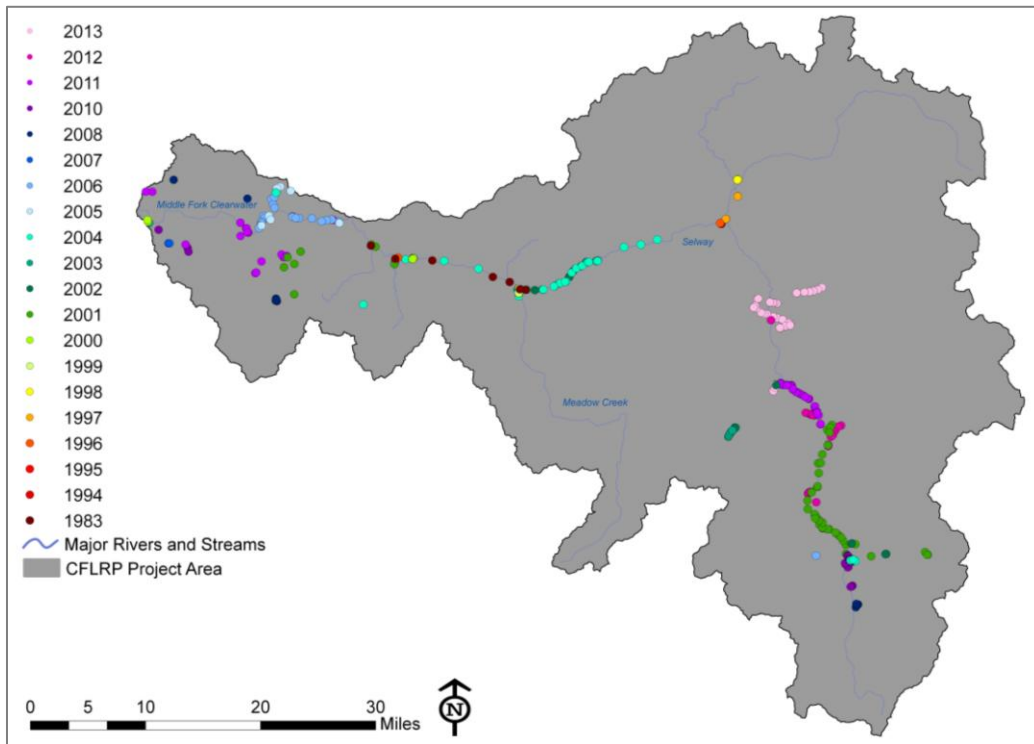 2013
2012
2011
2010
2008
2007
2006
2005
2004
2003
2002
2001
2000
1999
1998
1997
1996
1995
1994
1983
Major Rivers and Streams
CFLRP Project Area
Middle Fork Clearwater
Selway
Meadow Creek
0 10 20 30
Miles
N